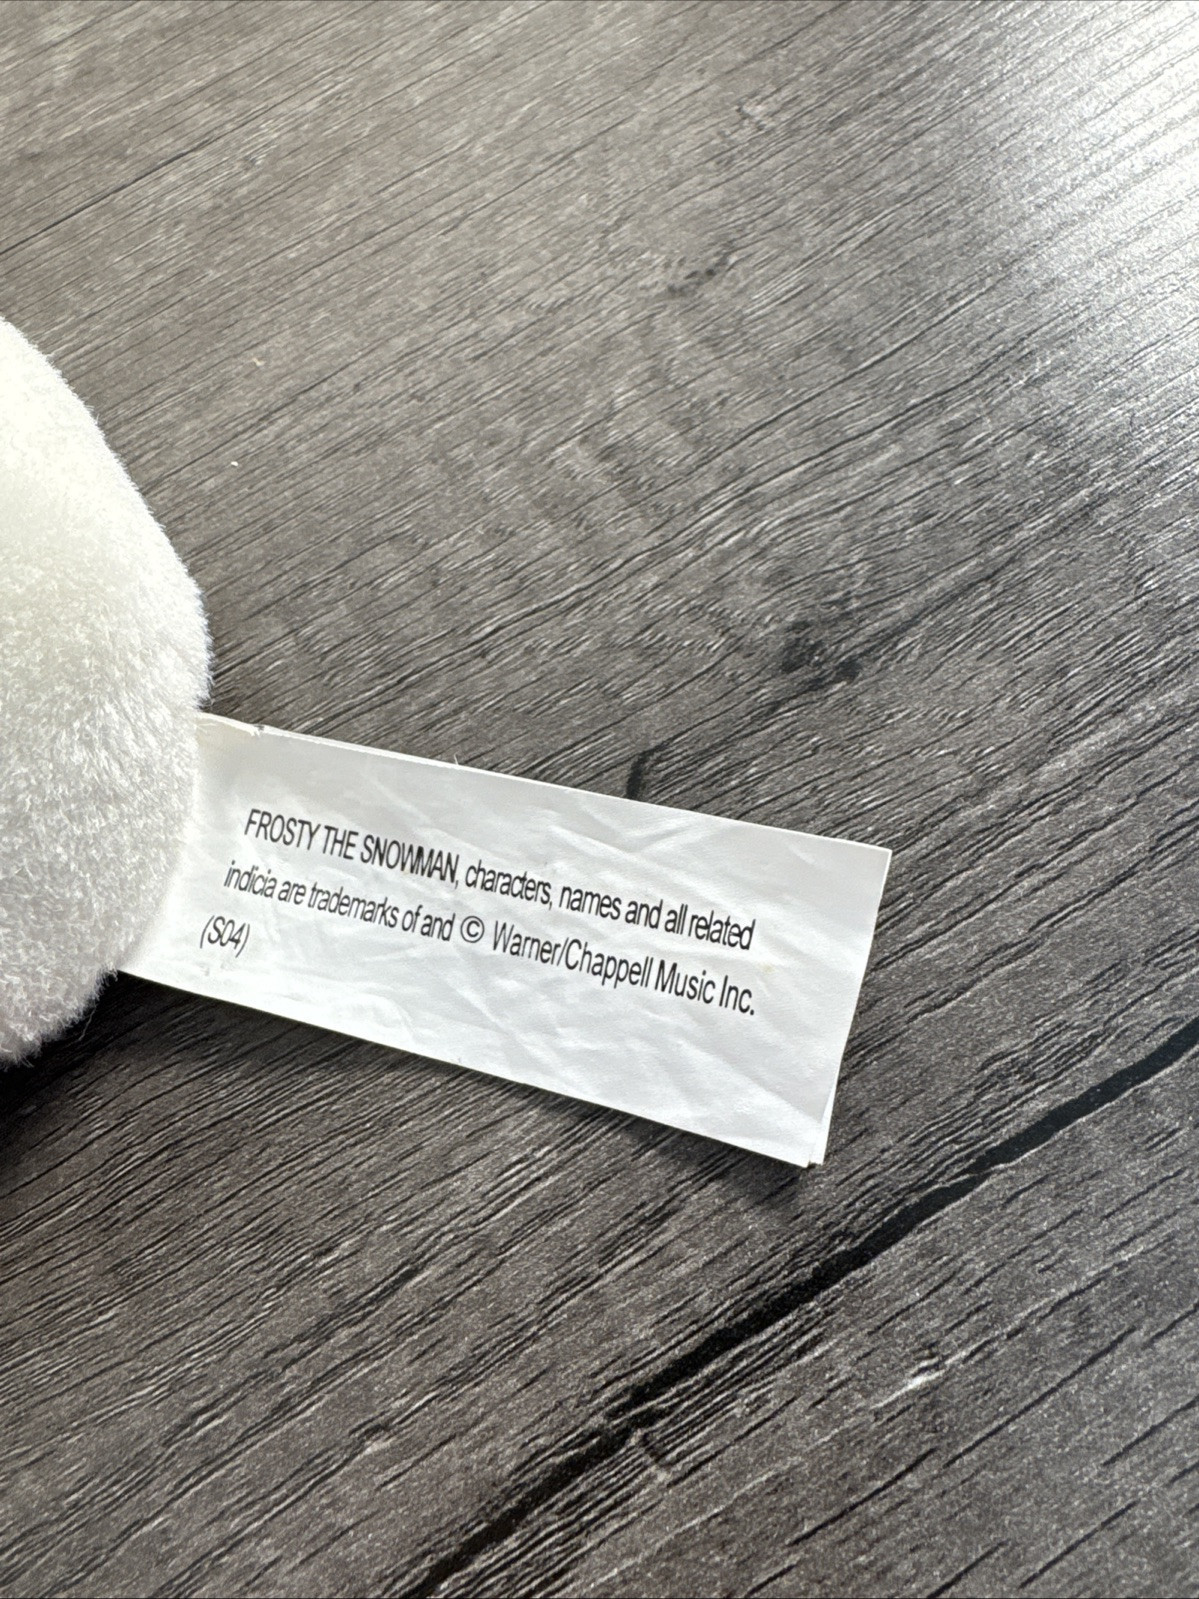 FROSTY THE SNOWMAN, characters, names and all related
indicia are trademarks of and © Warner/Chappell Music Inc.
(S04)